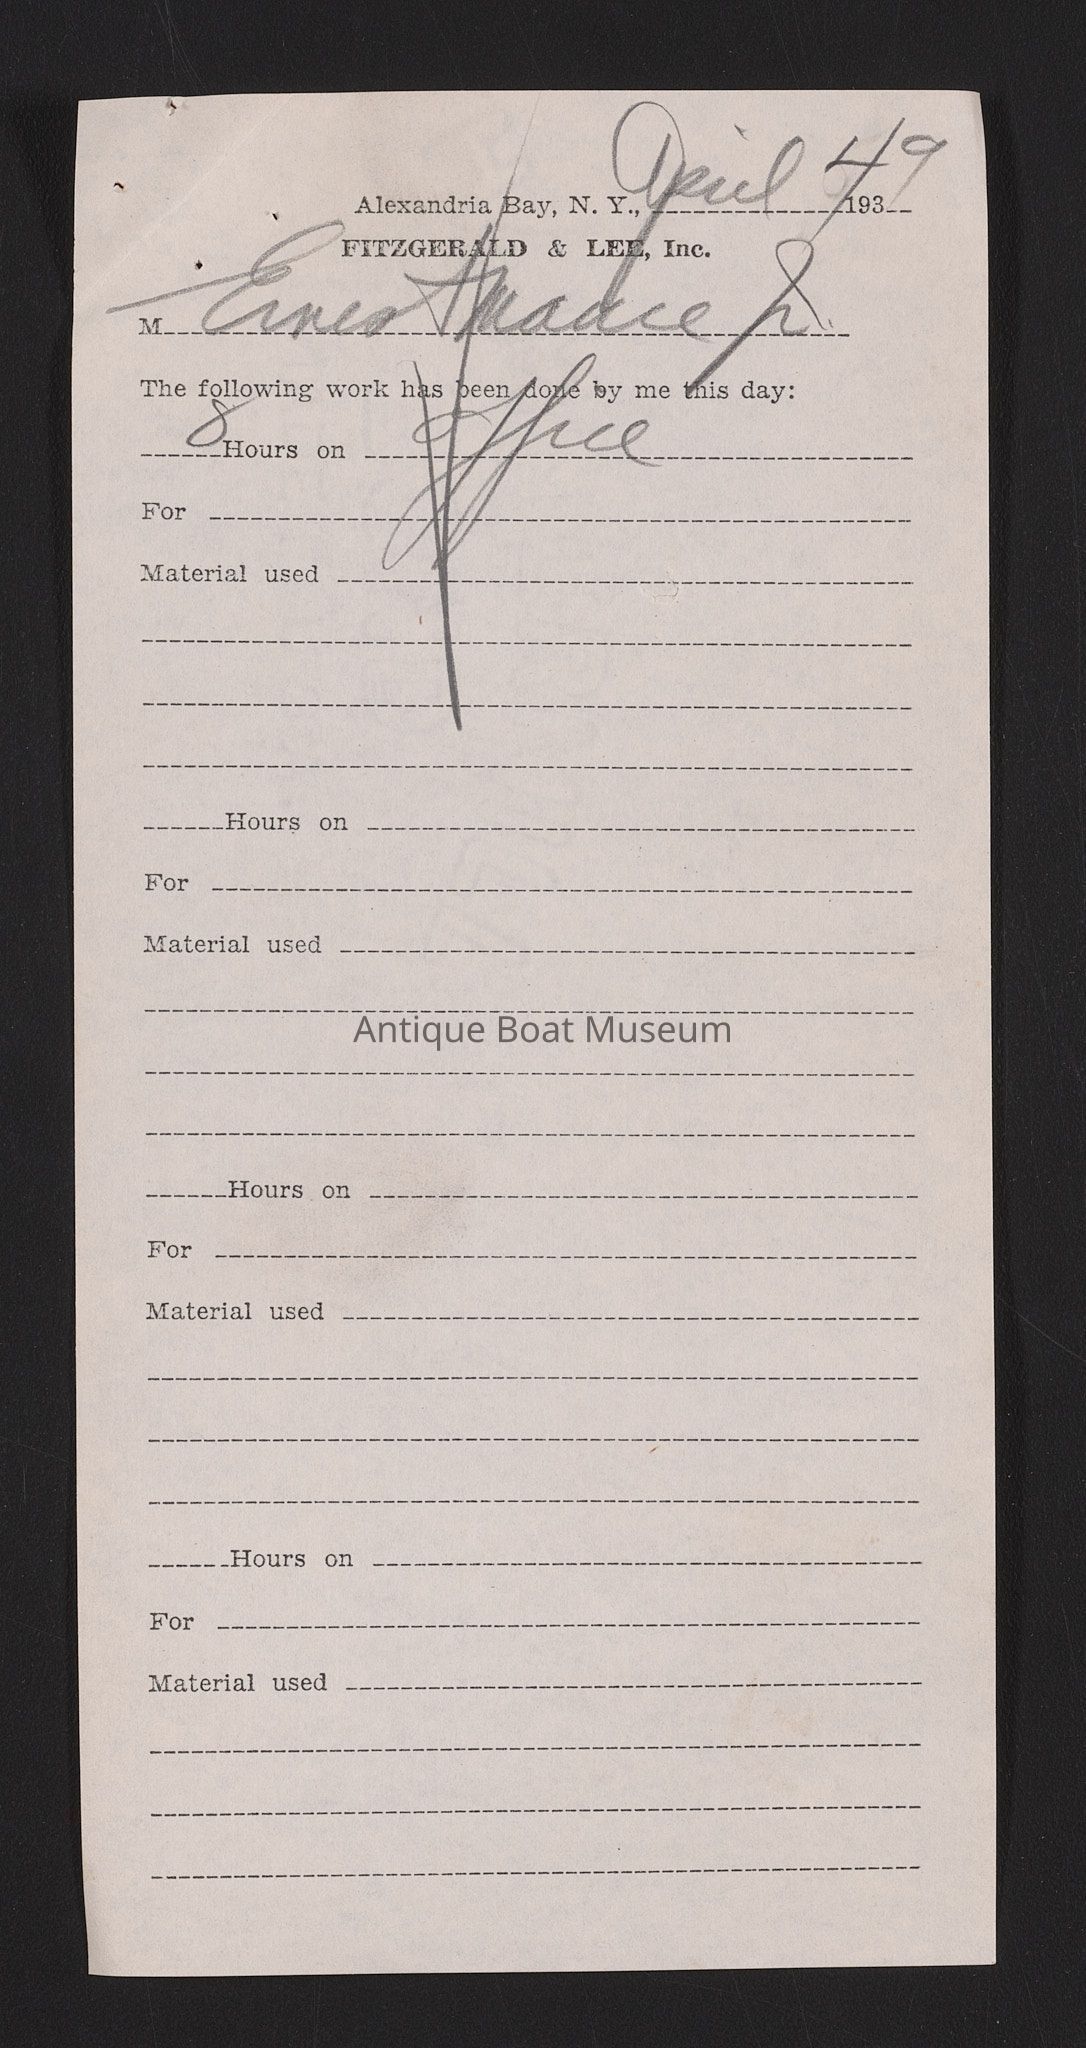 April 4 9
Alexandria Bay, N. Y., 193
FITZGERALD & LEE, Inc.
M Ernest Jr.
The following work has been done by me this day:
8 Hours on Office
For
Material used
Hours on
For
Material used
Antique Boat Museum
Hours on
For
Material used
Hours on
For
Material used